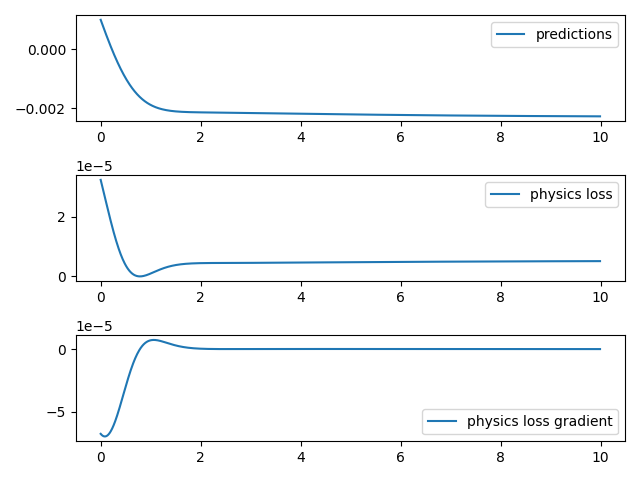 predictions
0.000
−0.002
0 2 4 6 8 10
1e−5
physics loss
2
0
0 2 4 6 8 10
1e−5
0
−5
physics loss gradient
0 2 4 6 8 10